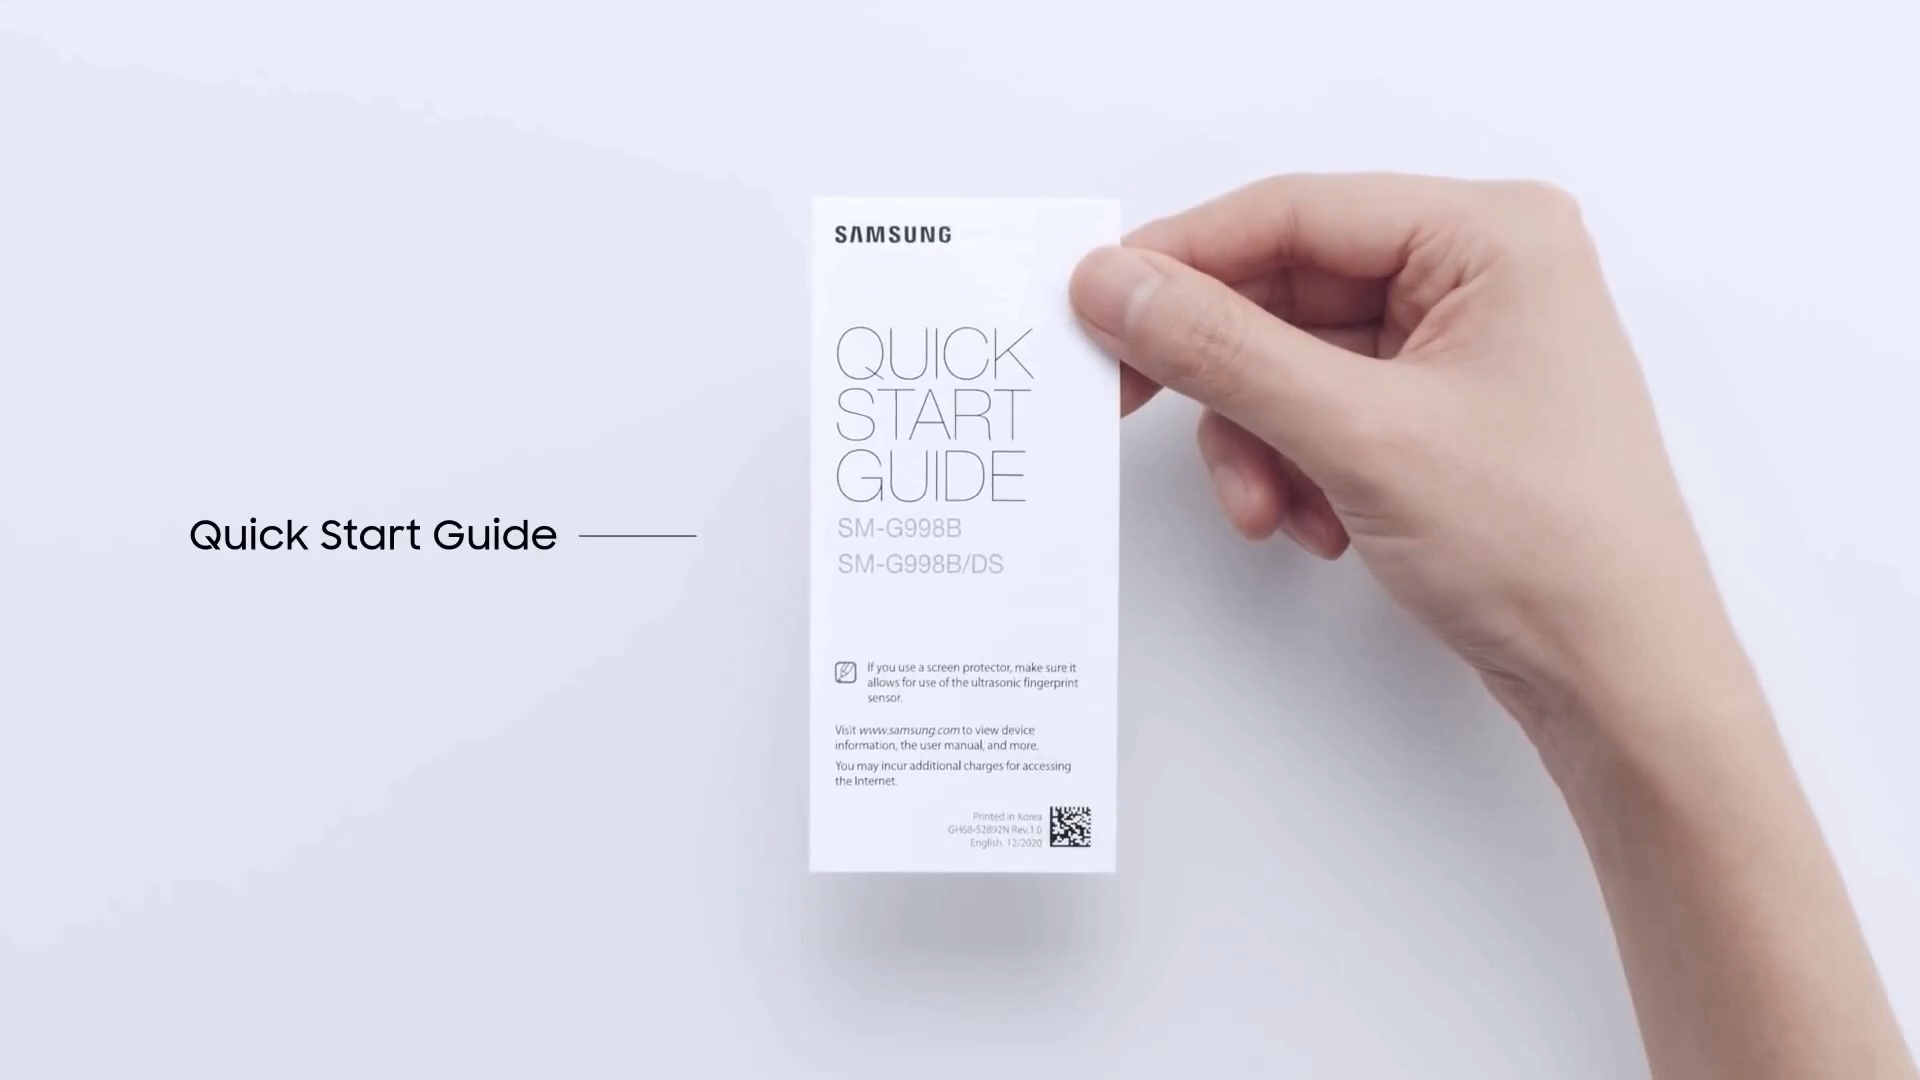 Quick Start Guide
SAMSUNG
QUICK
START
GUIDE
SM-G998B
SM-G998B/DS
If you use a screen protector, make sure it
allows for use of the ultrasonic fingerprint
sensor.
Visit www.samsung.com to view device
information, the user manual, and more.
You may incur additional charges for accessing
the Internet.
Printed in Korea
GH68-52892N Rev.1.0
English. 12/2020